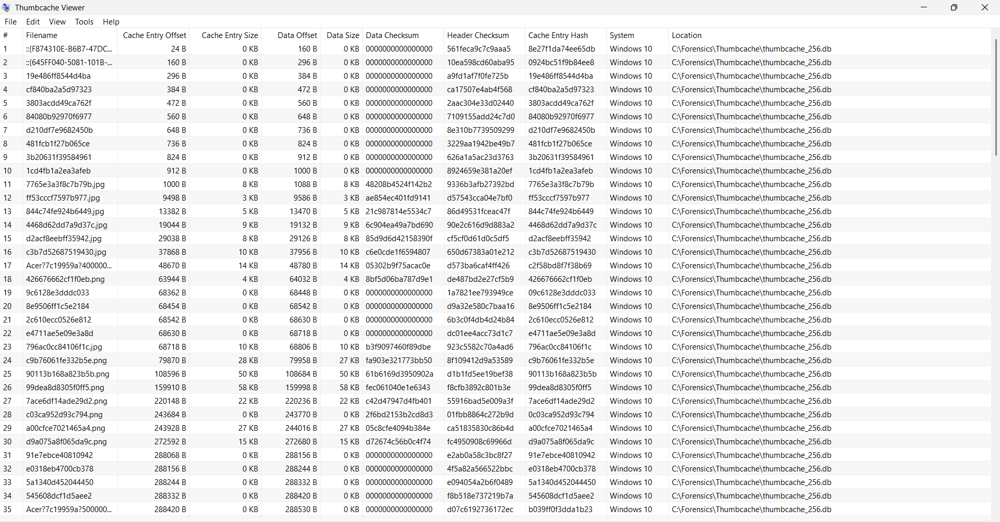 Thumbcache Viewer
File Edit View Tools Help
# Filename Cache Entry Offset Cache Entry Size Data Offset Data Size Data Checksum Header Checksum Cache Entry Hash System Location
1 ::{F874310E-B6B7-47DC... 24 B 0 KB 160 B 0 KB 0000000000000000 561feca9c7c9aaa5 8e27f1da74ee65db Windows 10 C:\Forensics\Thumbcache\thumbcache_256.db
2 ::{645FF040-5081-101B-... 160 B 0 KB 296 B 0 KB 0000000000000000 10ea598cd60aba95 0924bc51f9b84ee8 Windows 10 C:\Forensics\Thumbcache\thumbcache_256.db
3 19e486ff8544d4ba 296 B 0 KB 384 B 0 KB 0000000000000000 a9fd1af7f0fe725b 19e486ff8544d4ba Windows 10 C:\Forensics\Thumbcache\thumbcache_256.db
4 cf840ba2a5d97323 384 B 0 KB 472 B 0 KB 0000000000000000 ca17507e4ab4f568 cf840ba2a5d97323 Windows 10 C:\Forensics\Thumbcache\thumbcache_256.db
5 3803acdd49ca762f 472 B 0 KB 560 B 0 KB 0000000000000000 2aac304e33d02440 3803acdd49ca762f Windows 10 C:\Forensics\Thumbcache\thumbcache_256.db
6 84080b92970f6977 560 B 0 KB 648 B 0 KB 0000000000000000 7109155add24c7d0 84080b92970f6977 Windows 10 C:\Forensics\Thumbcache\thumbcache_256.db
7 d210df7e9682450b 648 B 0 KB 736 B 0 KB 0000000000000000 8e310b7739509299 d210df7e9682450b Windows 10 C:\Forensics\Thumbcache\thumbcache_256.db
8 481fcb1f27b065ce 736 B 0 KB 824 B 0 KB 0000000000000000 3229aa1942be49b7 481fcb1f27b065ce Windows 10 C:\Forensics\Thumbcache\thumbcache_256.db
9 3b20631f39584961 824 B 0 KB 912 B 0 KB 0000000000000000 626a1a5ac23d3763 3b20631f39584961 Windows 10 C:\Forensics\Thumbcache\thumbcache_256.db
10 1cd4fb1a2ea3afeb 912 B 0 KB 1000 B 0 KB 0000000000000000 8924659e381a20ef 1cd4fb1a2ea3afeb Windows 10 C:\Forensics\Thumbcache\thumbcache_256.db
11 7765e3a3f8c7b79b.jpg 1000 B 8 KB 1088 B 8 KB 48208b4524f142b2 9336b3afb27392bd 7765e3a3f8c7b79b Windows 10 C:\Forensics\Thumbcache\thumbcache_256.db
12 ff53cccf7597b977.jpg 9498 B 3 KB 9586 B 3 KB ae854ec401fd9141 d57543cca04e7bf0 ff53cccf7597b977 Windows 10 C:\Forensics\Thumbcache\thumbcache_256.db
13 844c74fe924b6449.jpg 13382 B 5 KB 13470 B 5 KB 21c987814e5534c7 86d49531fceac47f 844c74fe924b6449 Windows 10 C:\Forensics\Thumbcache\thumbcache_256.db
14 4468d62dd7a9d37c.jpg 19044 B 9 KB 19132 B 9 KB 6c904ea49a7bd690 90e2c616d9d883a2 4468d62dd7a9d37c Windows 10 C:\Forensics\Thumbcache\thumbcache_256.db
15 d2acf8eebff35942.jpg 29038 B 8 KB 29126 B 8 KB 85d9d6d42158390f cf5cf0d61d0c5df5 d2acf8eebff35942 Windows 10 C:\Forensics\Thumbcache\thumbcache_256.db
16 c3b7d52687519430.jpg 37868 B 10 KB 37956 B 10 KB c6e0cde1f6594807 650d67383a01e212 c3b7d52687519430 Windows 10 C:\Forensics\Thumbcache\thumbcache_256.db
17 Acer?7c19959a?400000... 48670 B 14 KB 48780 B 14 KB 05302b9f75acac0e d573ba6caf4ff426 c2f58bd8f7f38b69 Windows 10 C:\Forensics\Thumbcache\thumbcache_256.db
18 426676662cf1f0eb.png 63944 B 4 KB 64032 B 4 KB 8bf5d06ba787d9e1 de487bd2e27cf5b9 426676662cf1f0eb Windows 10 C:\Forensics\Thumbcache\thumbcache_256.db
19 9c6128e3dddc033 68362 B 0 KB 68448 B 0 KB 0000000000000000 1a7821ee793949ce 09c6128e3dddc033 Windows 10 C:\Forensics\Thumbcache\thumbcache_256.db
20 8e9506ff1c5e2184 68454 B 0 KB 68542 B 0 KB 0000000000000000 d9a32e580c7baa16 8e9506ff1c5e2184 Windows 10 C:\Forensics\Thumbcache\thumbcache_256.db
21 2c610ecc0526e812 68542 B 0 KB 68630 B 0 KB 0000000000000000 6b3c0f4db4d24b84 2c610ecc0526e812 Windows 10 C:\Forensics\Thumbcache\thumbcache_256.db
22 e4711ae5e09e3a8d 68630 B 0 KB 68718 B 0 KB 0000000000000000 dc01ee4acc73d1c7 e4711ae5e09e3a8d Windows 10 C:\Forensics\Thumbcache\thumbcache_256.db
23 796ac0cc84106f1c.jpg 68718 B 10 KB 68806 B 10 KB b3f9097460f89dbe 923c5582c70a4ad6 796ac0cc84106f1c Windows 10 C:\Forensics\Thumbcache\thumbcache_256.db
24 c9b76061fe332b5e.png 79870 B 28 KB 79958 B 27 KB fa903e321773bb50 8f109412d9a53589 c9b76061fe332b5e Windows 10 C:\Forensics\Thumbcache\thumbcache_256.db
25 90113b168a823b5b.png 108596 B 50 KB 108684 B 50 KB 61b6169d3950902a d1b1fd5ee19bef38 90113b168a823b5b Windows 10 C:\Forensics\Thumbcache\thumbcache_256.db
26 99dea8d8305f0ff5.png 159910 B 58 KB 159998 B 58 KB fec061040e1e6343 f8cfb3892c801b3e 99dea8d8305f0ff5 Windows 10 C:\Forensics\Thumbcache\thumbcache_256.db
27 7ace6df14ade29d2.png 220148 B 22 KB 220236 B 22 KB c42d47947d4fb401 55916bad5e009a3f 7ace6df14ade29d2 Windows 10 C:\Forensics\Thumbcache\thumbcache_256.db
28 c03ca952d93c794.png 243684 B 0 KB 243770 B 0 KB 2f6bd2153b2cd8d3 01fbb8864c272b9d 0c03ca952d93c794 Windows 10 C:\Forensics\Thumbcache\thumbcache_256.db
29 a00cfce7021465a4.png 243928 B 27 KB 244016 B 27 KB 05c8cfe4094b384e ca51835830c86b4d a00cfce7021465a4 Windows 10 C:\Forensics\Thumbcache\thumbcache_256.db
30 d9a075a8f065da9c.png 272592 B 15 KB 272680 B 15 KB d72674c56b0c4f74 fc4950908c69966d d9a075a8f065da9c Windows 10 C:\Forensics\Thumbcache\thumbcache_256.db
31 91e7ebce40810942 288068 B 0 KB 288156 B 0 KB 0000000000000000 e2ab0a58c3bc8f27 91e7ebce40810942 Windows 10 C:\Forensics\Thumbcache\thumbcache_256.db
32 e0318eb4700cb378 288156 B 0 KB 288244 B 0 KB 0000000000000000 4f5a82a566522bbc e0318eb4700cb378 Windows 10 C:\Forensics\Thumbcache\thumbcache_256.db
33 5a1340d452044450 288244 B 0 KB 288332 B 0 KB 0000000000000000 e094054a2b6f0489 5a1340d452044450 Windows 10 C:\Forensics\Thumbcache\thumbcache_256.db
34 545608dcf1d5aee2 288332 B 0 KB 288420 B 0 KB 0000000000000000 f8b518e737219b7a 545608dcf1d5aee2 Windows 10 C:\Forensics\Thumbcache\thumbcache_256.db
35 Acer?7c19959a?500000... 288420 B 0 KB 288530 B 0 KB 0000000000000000 d07c6192736172ec b039ff0f3dda1b23 Windows 10 C:\Forensics\Thumbcache\thumbcache_256.db